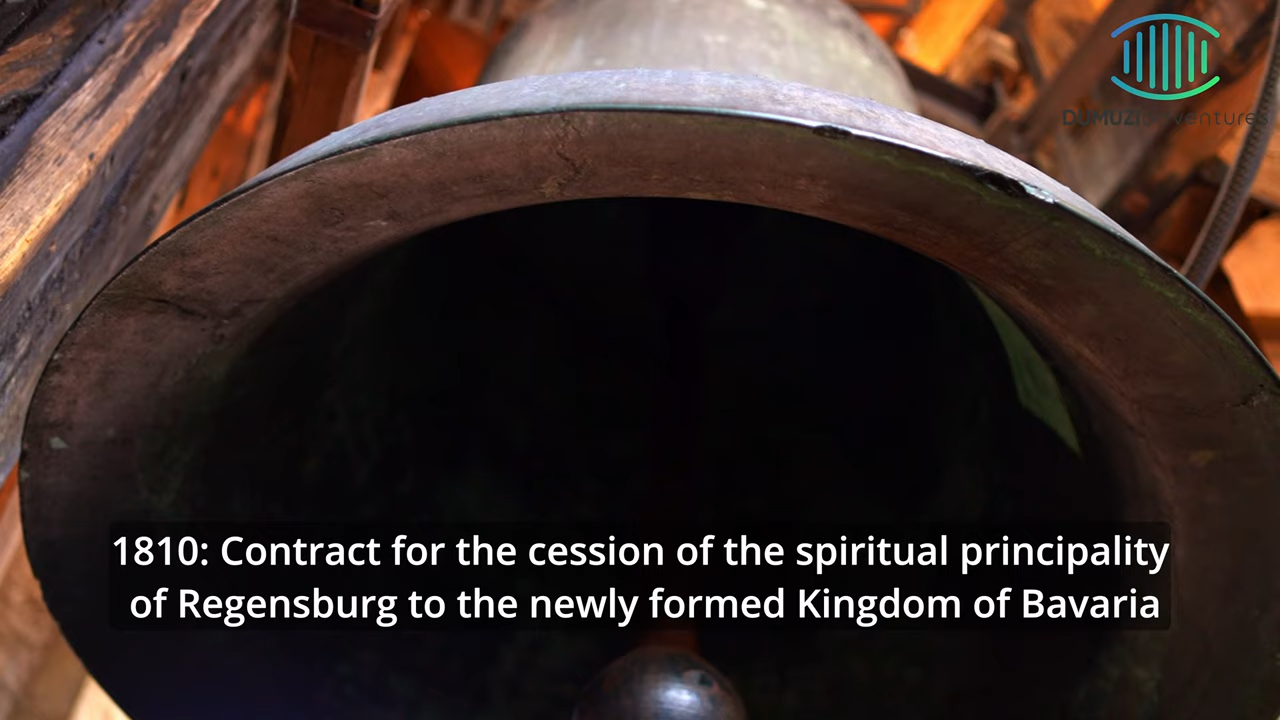 1810: Contract for the cession of the spiritual principality
of Regensburg to the newly formed Kingdom of Bavaria